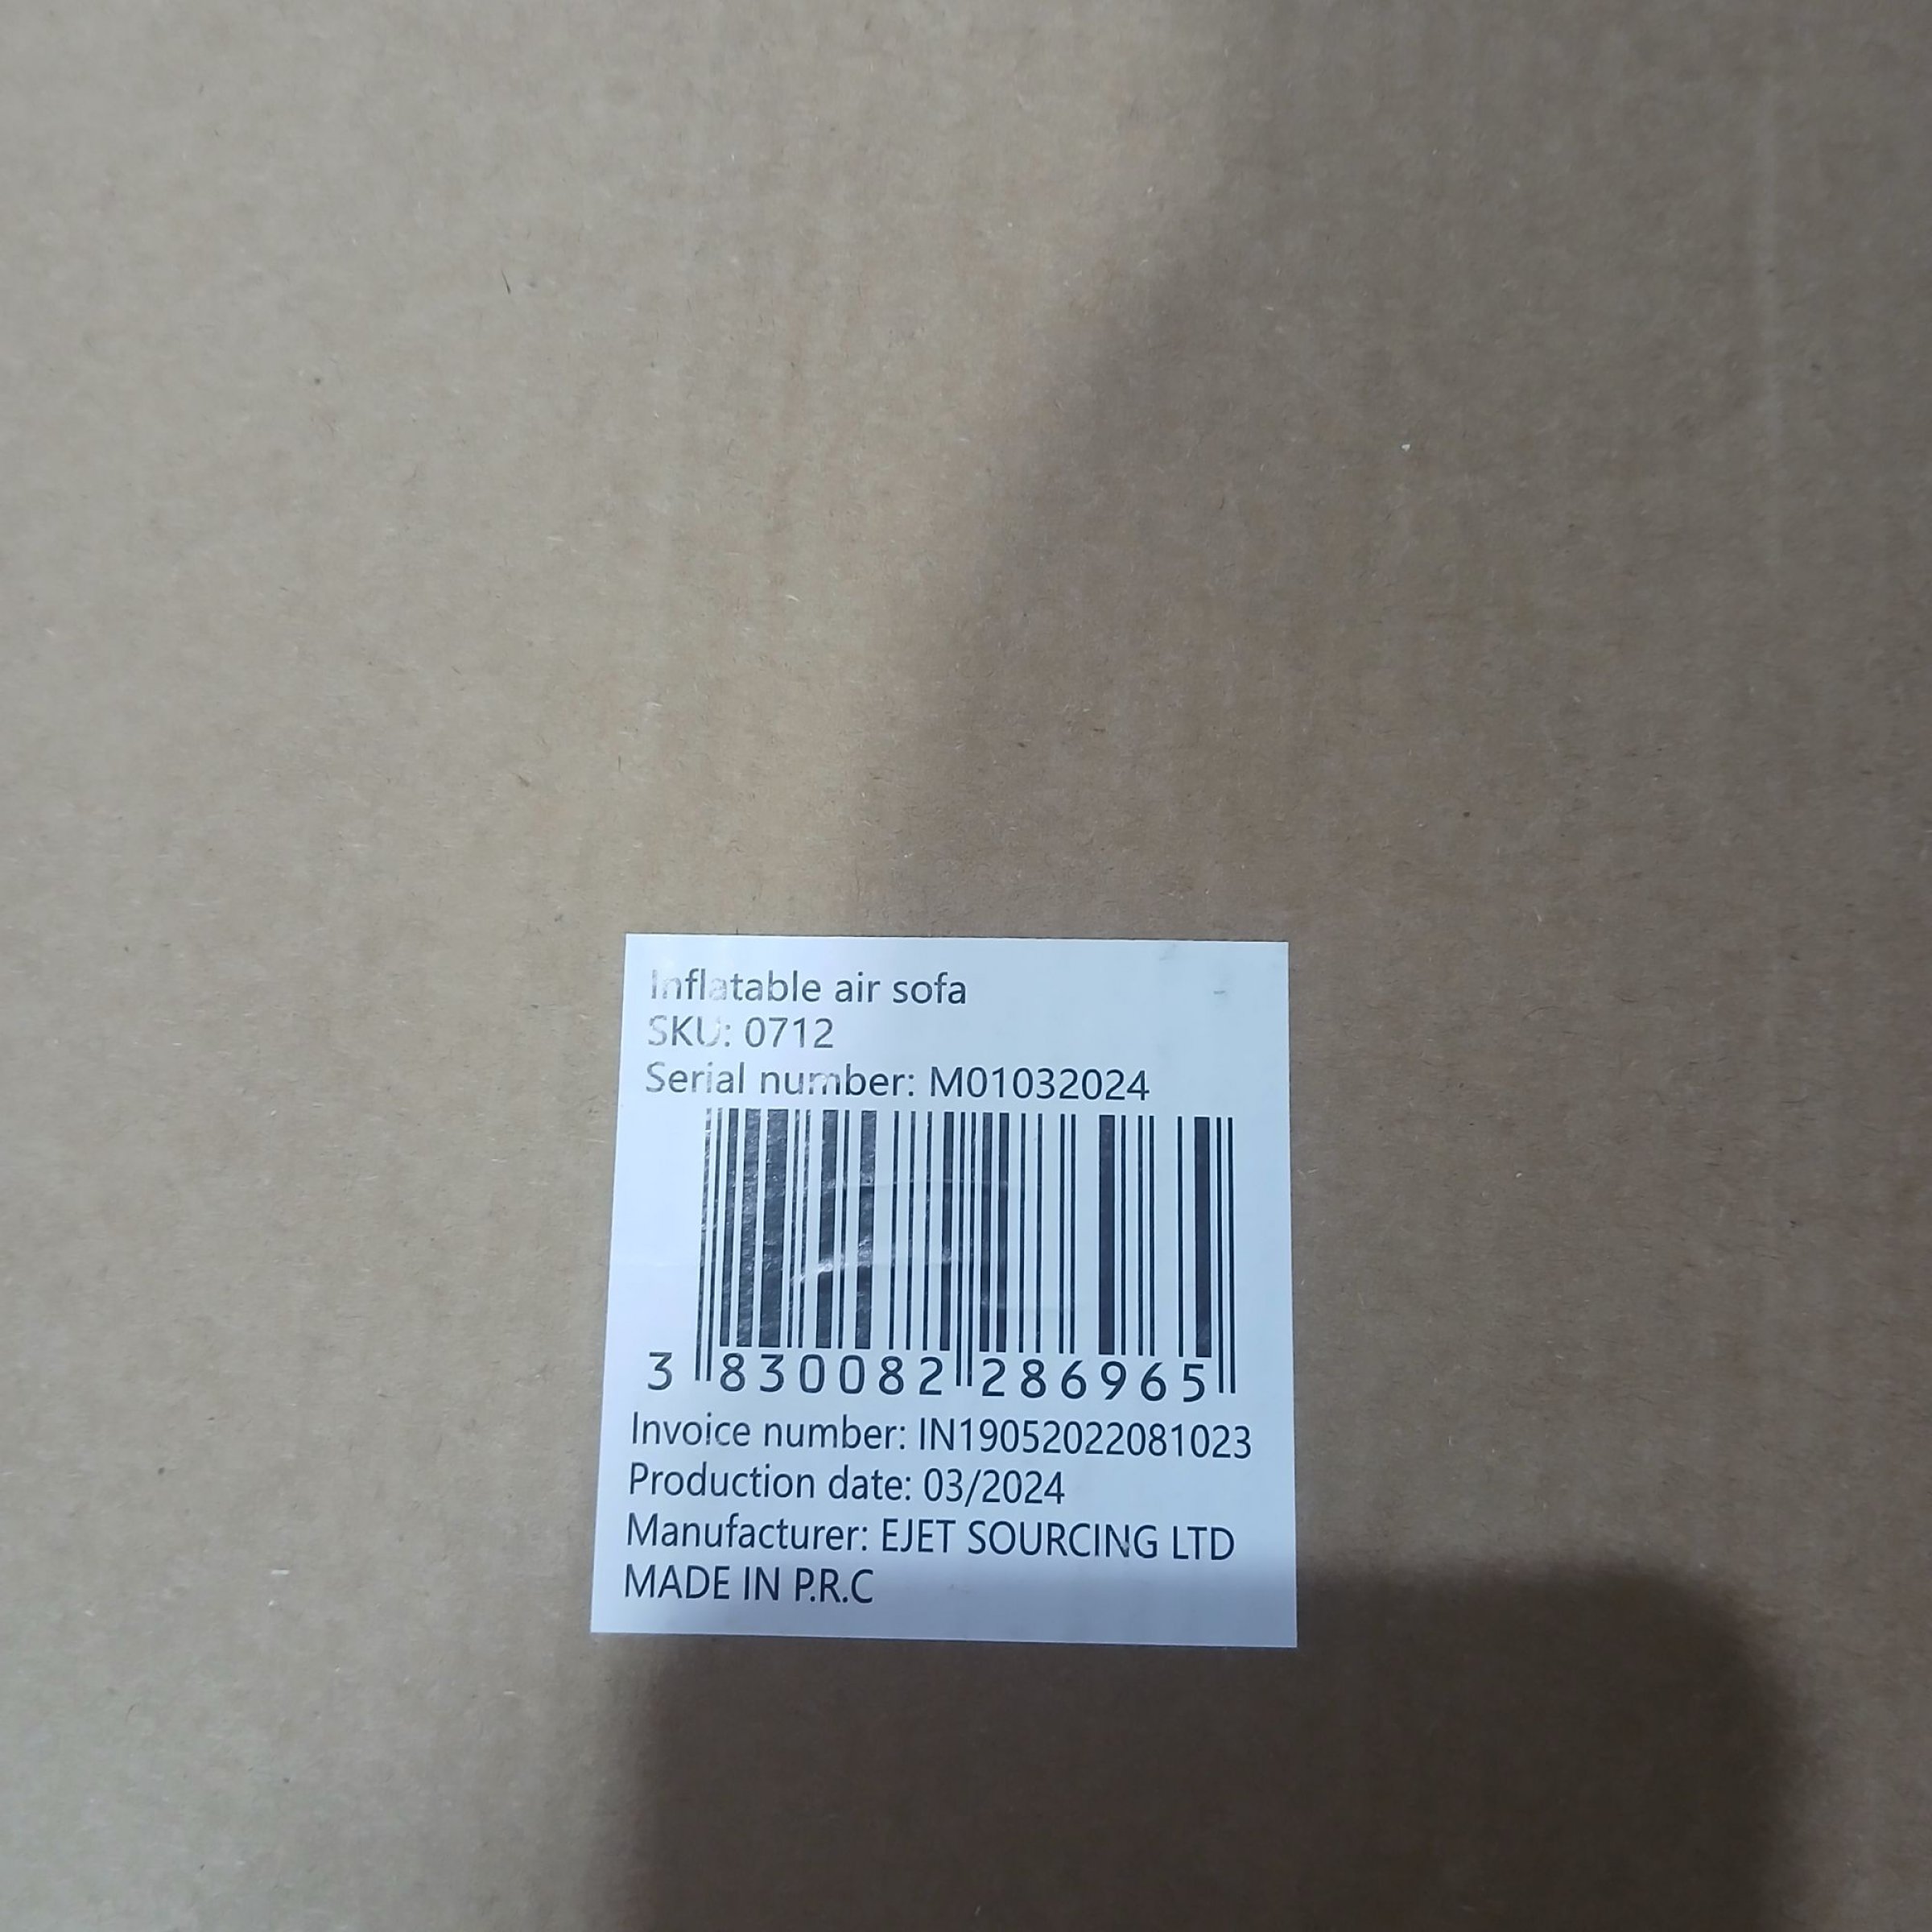 Inflatable air sofa
SKU: 0712
Serial number: M01032024
3 830082 286965
Invoice number: IN19052022081023
Production date: 03/2024
Manufacturer: EJET SOURCING LTD
MADE IN P.R.C